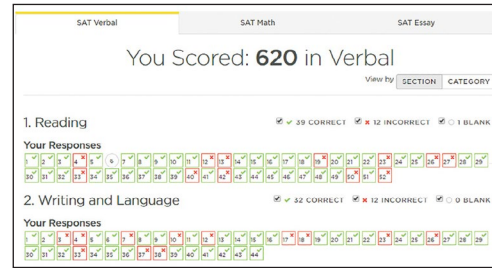 SAT Verbal SAT Math SAT Essay
You Scored: 620 in Verbal
View by SECTION CATEGORY
1. Reading 39 CORRECT 12 INCORRECT 1 BLANK
Your Responses
1 2 3 4 5 6 7 8 9 10 11 12 13 14 15 16 17 18 19 20 21 22 23 24 25 26 27 28 29
30 31 32 33 34 35 36 37 38 39 40 41 42 43 44 45 46 47 48 49 50 51 52
2. Writing and Language 32 CORRECT 12 INCORRECT 0 BLANK
Your Responses
1 2 3 4 5 6 7 8 9 10 11 12 13 14 15 16 17 18 19 20 21 22 23 24 25 26 27 28 29
30 31 32 33 34 35 36 37 38 39 40 41 42 43 44